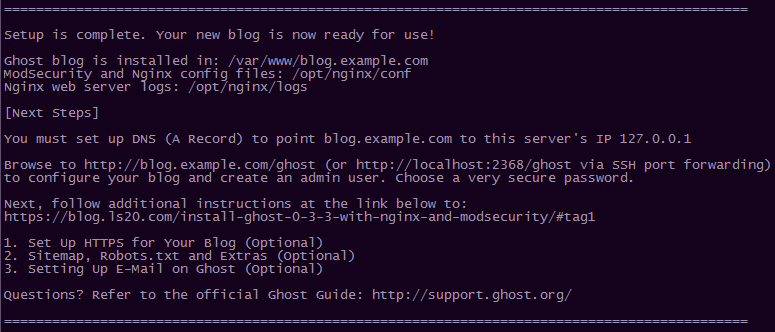 =============================================================================================
Setup is complete. Your new blog is now ready for use!
Ghost blog is installed in: /var/www/blog.example.com
ModSecurity and Nginx config files: /opt/nginx/conf
Nginx web server logs: /opt/nginx/logs
[Next Steps]
You must set up DNS (A Record) to point blog.example.com to this server's IP 127.0.0.1
Browse to http://blog.example.com/ghost (or http://localhost:2368/ghost via SSH port forwarding)
to configure your blog and create an admin user. Choose a very secure password.
Next, follow additional instructions at the link below to:
https://blog.ls20.com/install-ghost-0-3-3-with-nginx-and-modsecurity/#tag1
1. Set Up HTTPS for Your Blog (Optional)
2. Sitemap, Robots.txt and Extras (Optional)
3. Setting Up E-Mail on Ghost (Optional)
Questions? Refer to the official Ghost Guide: http://support.ghost.org/
=============================================================================================